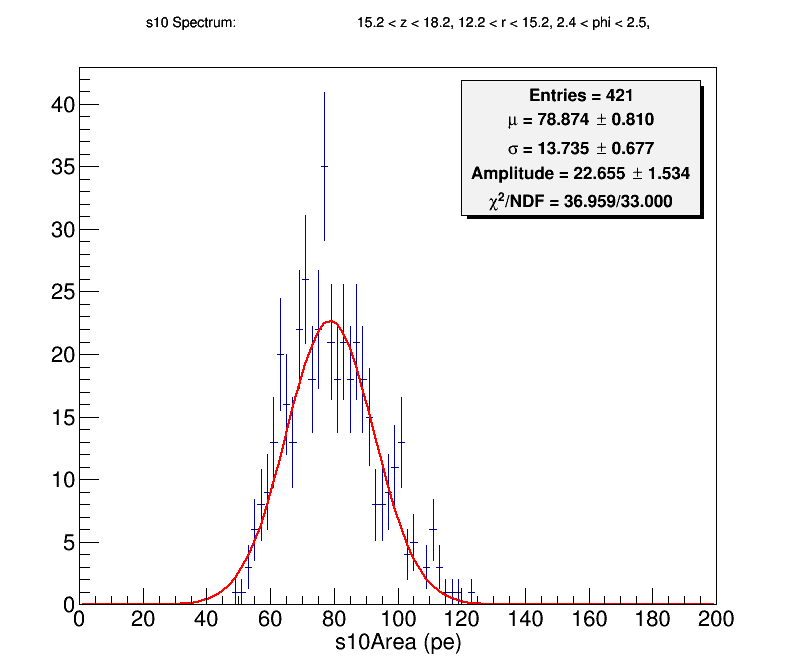 s10 Spectrum: 15.2 < z < 18.2, 12.2 < r < 15.2, 2.4 < phi < 2.5,
Entries = 421
μ = 78.874 ± 0.810
σ = 13.735 ± 0.677
Amplitude = 22.655 ± 1.534
χ²/NDF = 36.959/33.000
40
35
30
25
20
15
10
5
0
0 20 40 60 80 100 120 140 160 180 200
s10Area (pe)